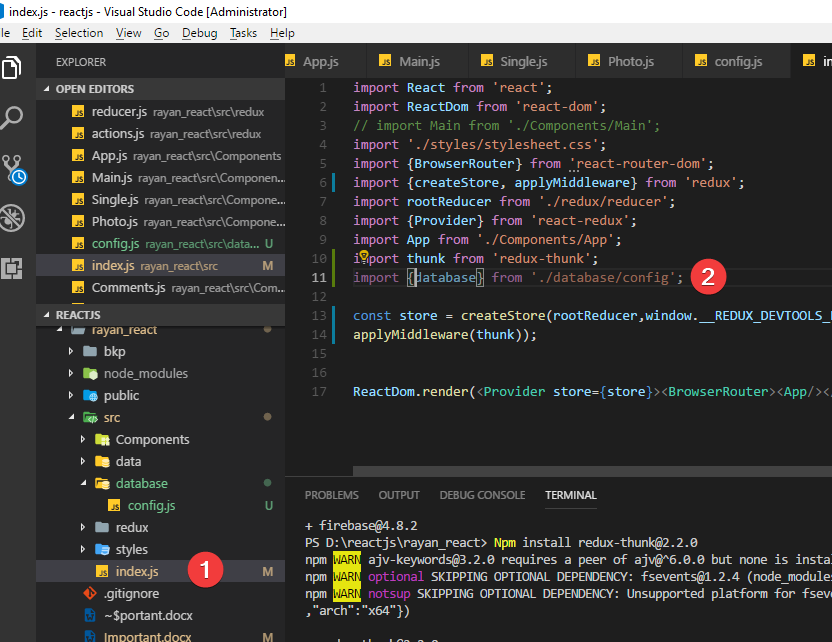 index.js - reactjs - Visual Studio Code [Administrator]
le Edit Selection View Go Debug Tasks Help
EXPLORER
OPEN EDITORS
reducer.js rayan_react\src\redux
actions.js rayan_react\src\redux
App.js rayan_react\src\Components
Main.js rayan_react\src\Componen...
Single.js rayan_react\src\Compone...
Photo.js rayan_react\src\Compone...
config.js rayan_react\src\data... U
index.js rayan_react\src M
Comments.js rayan_react\src\Com...
REACTJS
rayan_react
bkp
node_modules
public
src
Components
data
database
config.js U
redux
styles
index.js 1 M
.gitignore
~$portant.docx
Important.docx M
JS App.js JS Main.js JS Single.js JS Photo.js JS config.js JS in
1 import React from 'react';
2 import ReactDom from 'react-dom';
3 // import Main from './Components/Main';
4 import './styles/stylesheet.css';
5 import {BrowserRouter} from 'react-router-dom';
6 import {createStore, applyMiddleware} from 'redux';
7 import rootReducer from './redux/reducer';
8 import {Provider} from 'react-redux';
9 import App from './Components/App';
10 import thunk from 'redux-thunk';
11 import {database} from './database/config'; 2
12
13 const store = createStore(rootReducer,window.__REDUX_DEVTOOLS_
14 applyMiddleware(thunk));
15
16
17 ReactDom.render(<Provider store={store}><BrowserRouter><App/></
PROBLEMS OUTPUT DEBUG CONSOLE TERMINAL
+ firebase@4.8.2
PS D:\reactjs\rayan_react> Npm install redux-thunk@2.2.0
npm WARN ajv-keywords@3.2.0 requires a peer of ajv@^6.0.0 but none is insta
npm WARN optional SKIPPING OPTIONAL DEPENDENCY: fsevents@1.2.4 (node_modules
npm WARN notsup SKIPPING OPTIONAL DEPENDENCY: Unsupported platform for fseve
,"arch":"x64"})